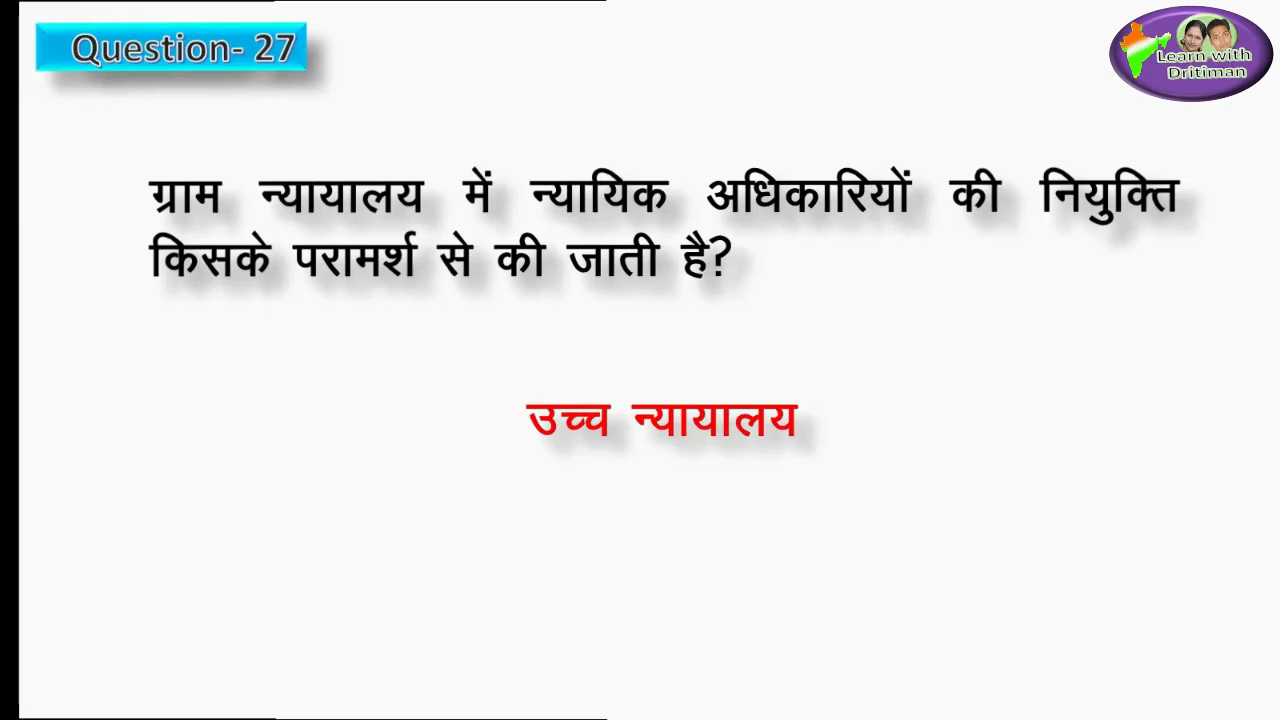 Question- 27
Learn with
Dritiman
ग्राम न्यायालय में न्यायिक अधिकारियों की नियुक्ति
किसके परामर्श से की जाती है?
उच्च न्यायालय